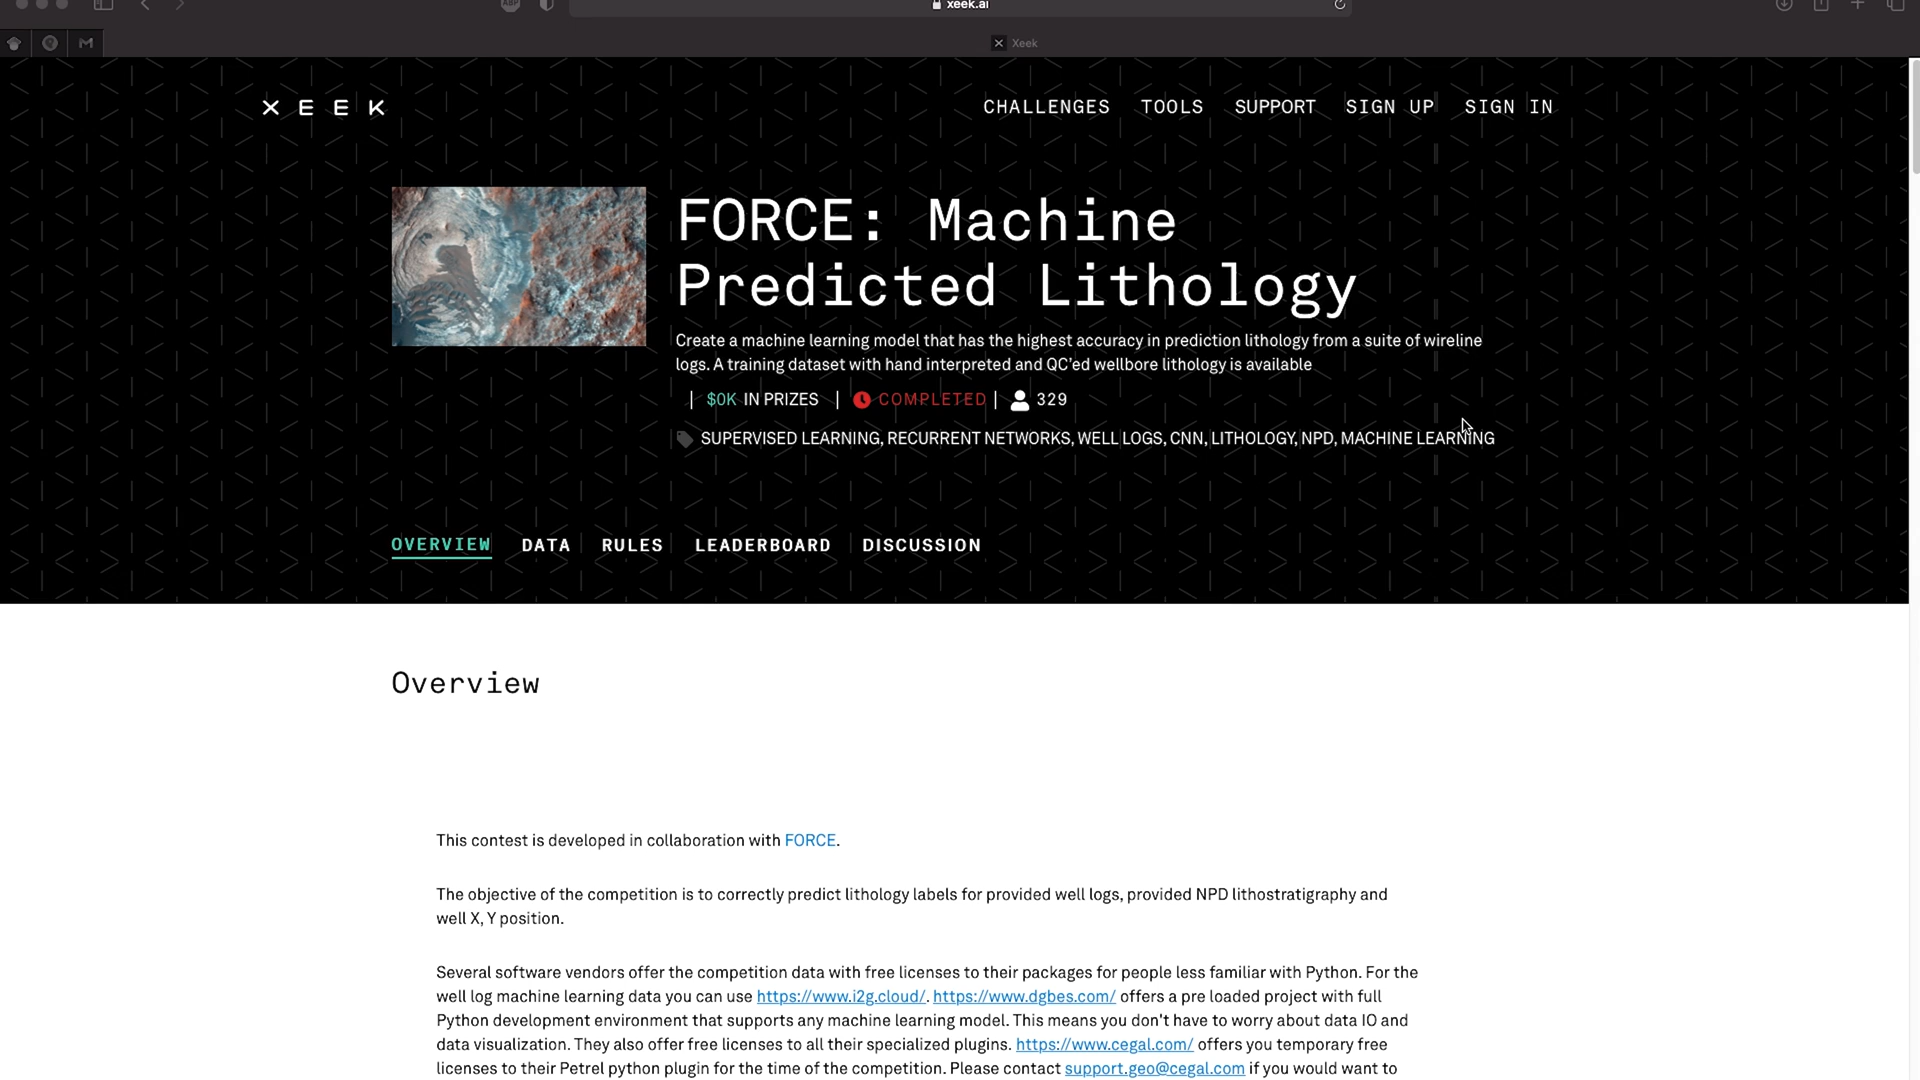 xeek.ai
ABP
Xeek
XEEK
CHALLENGES TOOLS SUPPORT SIGN UP SIGN IN
FORCE: Machine
Predicted Lithology
Create a machine learning model that has the highest accuracy in prediction lithology from a suite of wireline
logs. A training dataset with hand interpreted and QC'ed wellbore lithology is available
| $0K IN PRIZES | COMPLETED | 329
SUPERVISED LEARNING, RECURRENT NETWORKS, WELL LOGS, CNN, LITHOLOGY, NPD, MACHINE LEARNING
OVERVIEW DATA RULES LEADERBOARD DISCUSSION
Overview
This contest is developed in collaboration with FORCE.
The objective of the competition is to correctly predict lithology labels for provided well logs, provided NPD lithostratigraphy and
well X, Y position.
Several software vendors offer the competition data with free licenses to their packages for people less familiar with Python. For the
well log machine learning data you can use https://www.i2g.cloud/. https://www.dgbes.com/ offers a pre loaded project with full
Python development environment that supports any machine learning model. This means you don't have to worry about data IO and
data visualization. They also offer free licenses to all their specialized plugins. https://www.cegal.com/ offers you temporary free
licenses to their Petrel python plugin for the time of the competition. Please contact support.geo@cegal.com if you would want to